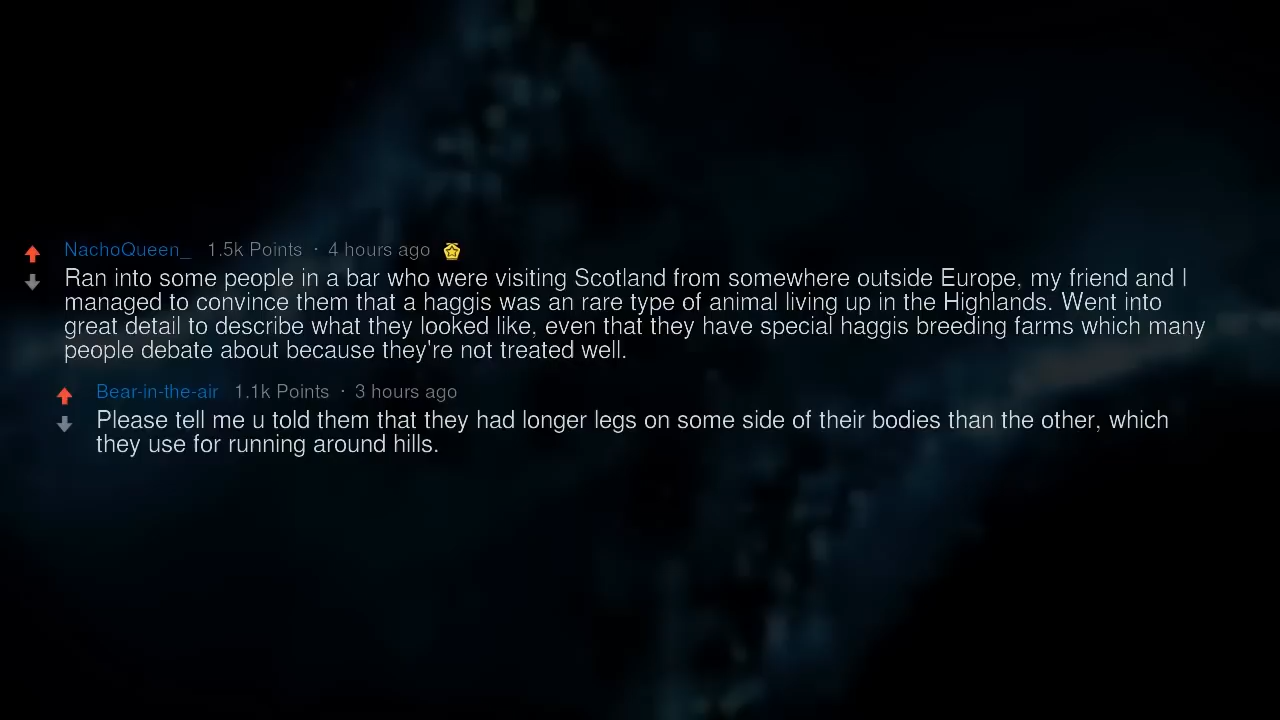 NachoQueen_ 1.5k Points · 4 hours ago
Ran into some people in a bar who were visiting Scotland from somewhere outside Europe, my friend and I
managed to convince them that a haggis was an rare type of animal living up in the Highlands. Went into
great detail to describe what they looked like, even that they have special haggis breeding farms which many
people debate about because they're not treated well.
Bear-in-the-air 1.1k Points · 3 hours ago
Please tell me u told them that they had longer legs on some side of their bodies than the other, which
they use for running around hills.